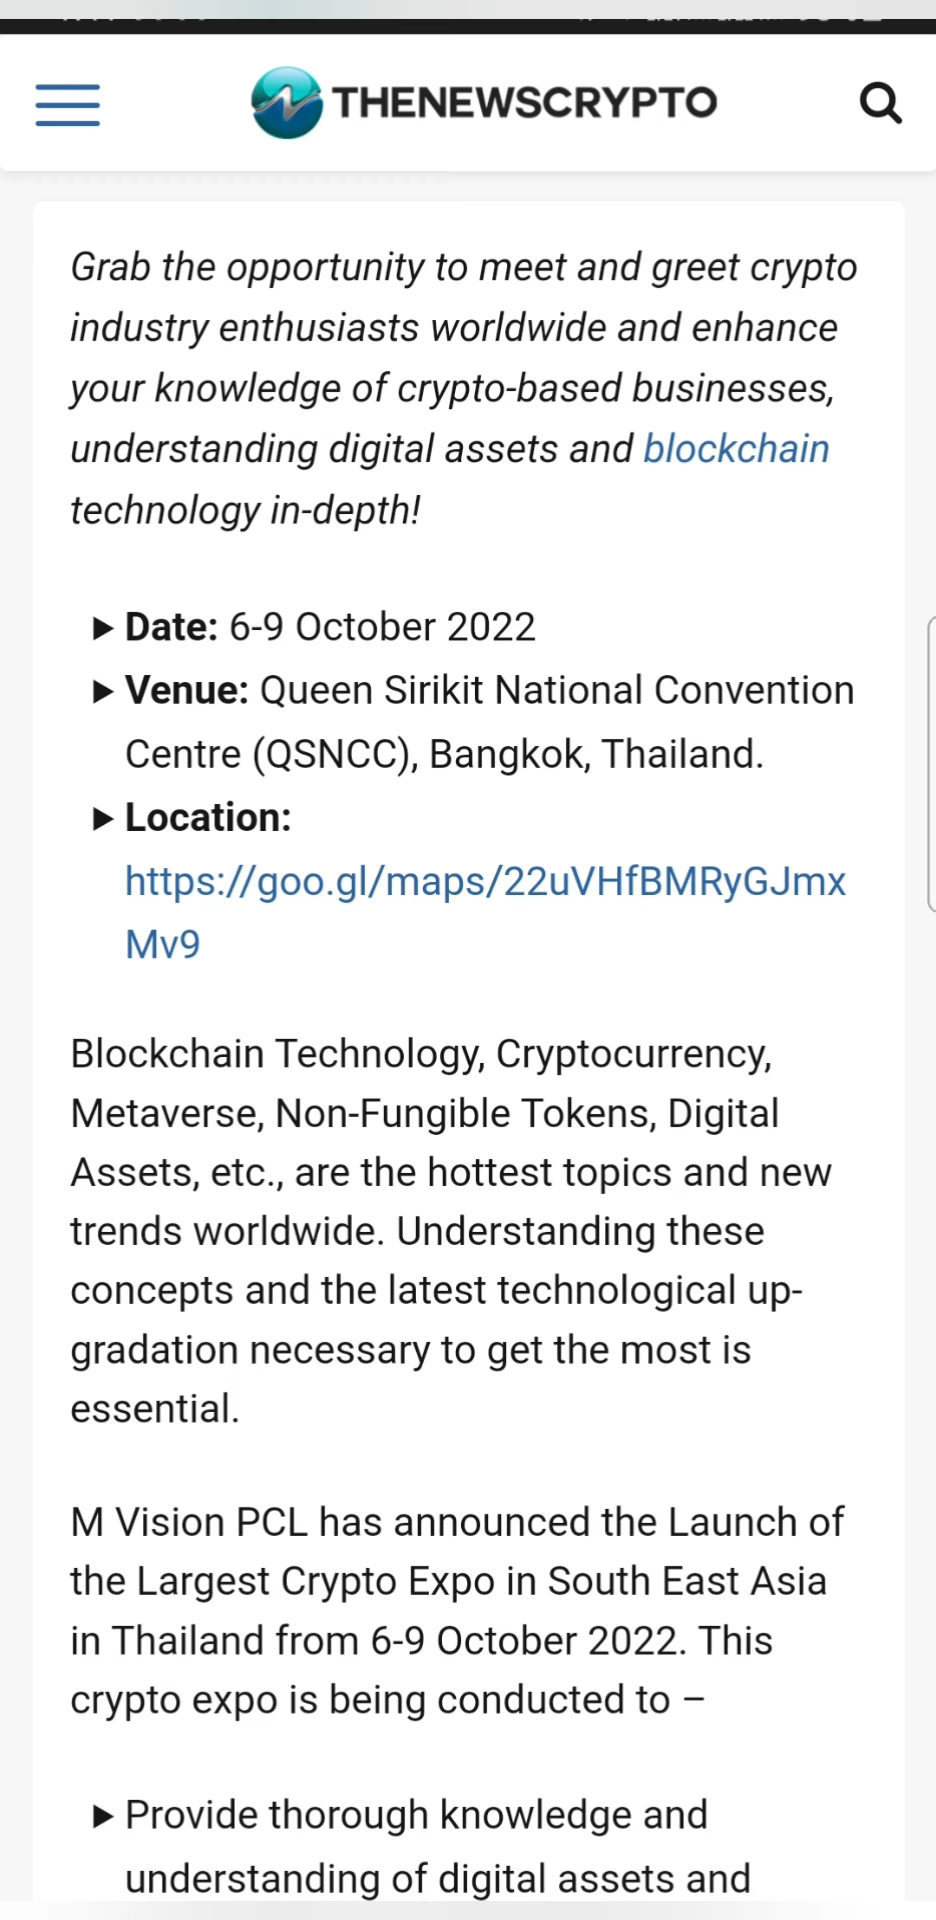 THENEWSCRYPTO
Grab the opportunity to meet and greet crypto
industry enthusiasts worldwide and enhance
your knowledge of crypto-based businesses,
understanding digital assets and blockchain
technology in-depth!
▶ Date: 6-9 October 2022
▶ Venue: Queen Sirikit National Convention
Centre (QSNCC), Bangkok, Thailand.
▶ Location:
https://goo.gl/maps/22uVHfBMRyGJmx
Mv9
Blockchain Technology, Cryptocurrency,
Metaverse, Non-Fungible Tokens, Digital
Assets, etc., are the hottest topics and new
trends worldwide. Understanding these
concepts and the latest technological up-
gradation necessary to get the most is
essential.
M Vision PCL has announced the Launch of
the Largest Crypto Expo in South East Asia
in Thailand from 6-9 October 2022. This
crypto expo is being conducted to –
▶ Provide thorough knowledge and
understanding of digital assets and